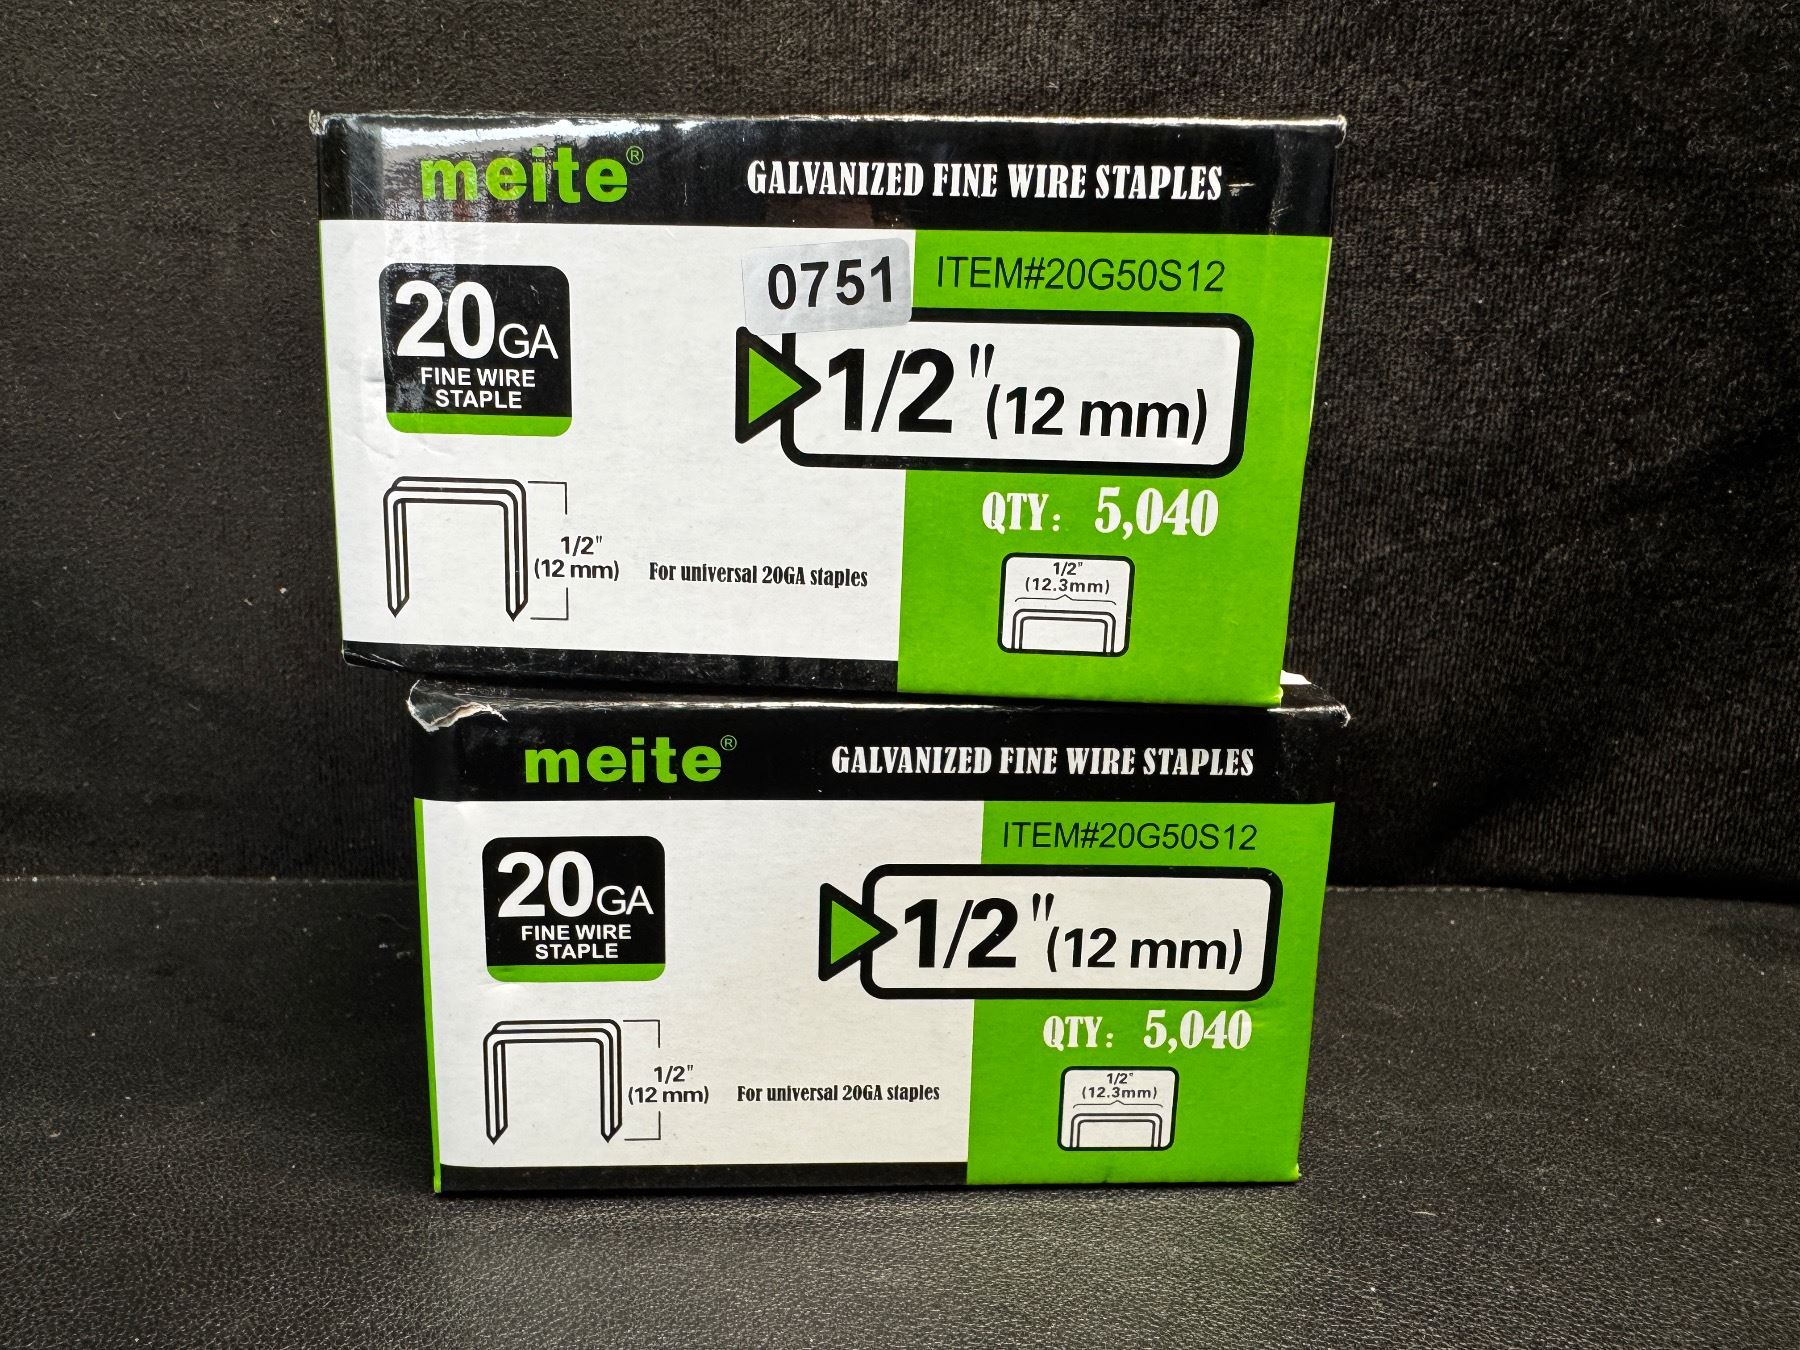 meite® GALVANIZED FINE WIRE STAPLES
0751 ITEM#20G50S12
20GA
FINE WIRE
STAPLE
1/2" (12 mm)
QTY: 5,040
1/2"
(12 mm)
For universal 20GA staples
1/2"
(12.3mm)
meite® GALVANIZED FINE WIRE STAPLES
ITEM#20G50S12
20GA
FINE WIRE
STAPLE
1/2" (12 mm)
QTY: 5,040
1/2"
(12 mm)
For universal 20GA staples
1/2"
(12.3mm)